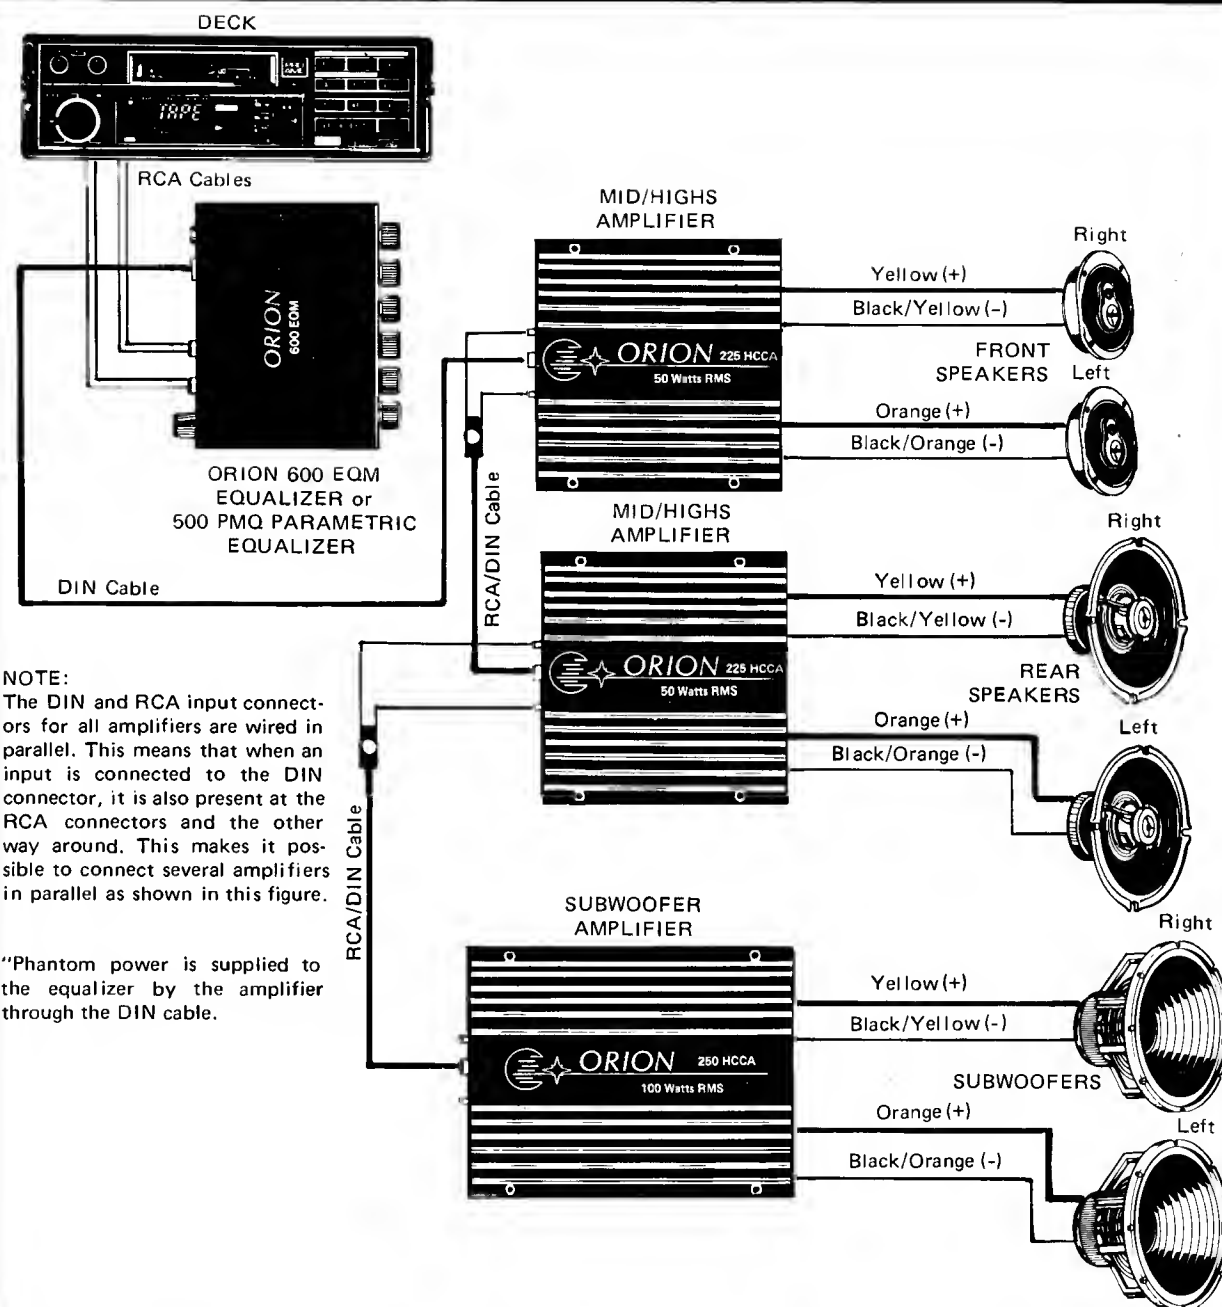 DECK
TAPE
RCA Cables
ORION
600 EQM
ORION 600 EQM
EQUALIZER or
500 PMQ PARAMETRIC
EQUALIZER
DIN Cable
MID/HIGHS
AMPLIFIER
ORION 225 HCCA
50 Watts RMS
Yellow (+)
Black/Yellow (-)
Right
FRONT
SPEAKERS
Left
Orange (+)
Black/Orange (-)
RCA/DIN Cable
MID/HIGHS
AMPLIFIER
ORION 225 HCCA
50 Watts RMS
Yellow (+)
Black/Yellow (-)
Right
REAR
SPEAKERS
Left
Orange (+)
Black/Orange (-)
NOTE:
The DIN and RCA input connect-
ors for all amplifiers are wired in
parallel. This means that when an
input is connected to the DIN
connector, it is also present at the
RCA connectors and the other
way around. This makes it pos-
sible to connect several amplifiers
in parallel as shown in this figure.
"Phantom power is supplied to
the equalizer by the amplifier
through the DIN cable.
RCA/DIN Cable
SUBWOOFER
AMPLIFIER
ORION 250 HCCA
100 Watts RMS
Yellow (+)
Black/Yellow (-)
Right
SUBWOOFERS
Left
Orange (+)
Black/Orange (-)